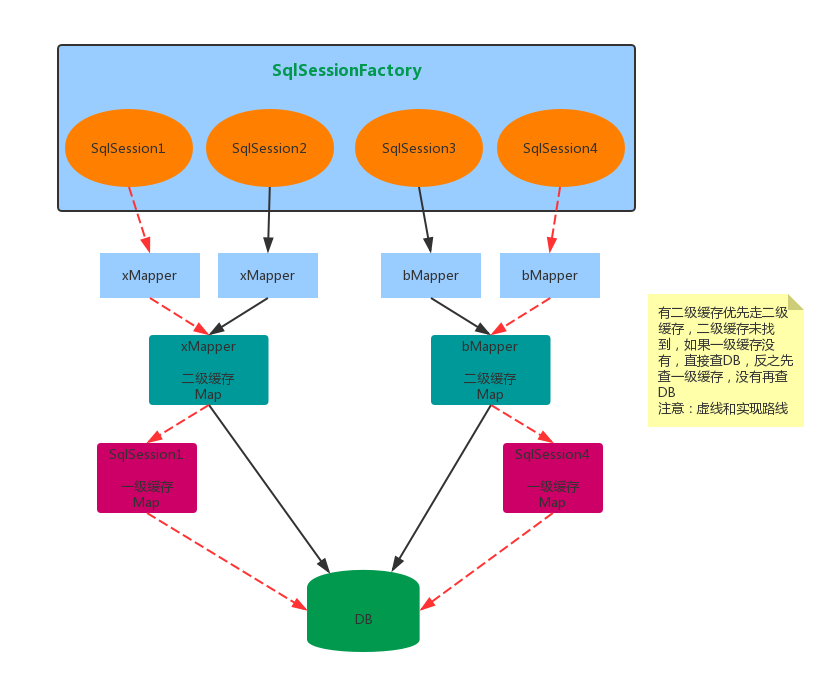 SqlSessionFactory
SqlSession1
SqlSession2
SqlSession3
SqlSession4
xMapper
xMapper
bMapper
bMapper
xMapper
二级缓存
Map
bMapper
二级缓存
Map
有二级缓存优先走二级
缓存，二级缓存未找
到，如果一级缓存没
有，直接查DB，反之先
查一级缓存，没有再查
DB
注意：虚线和实现路线
SqlSession1
一级缓存
Map
SqlSession4
一级缓存
Map
DB